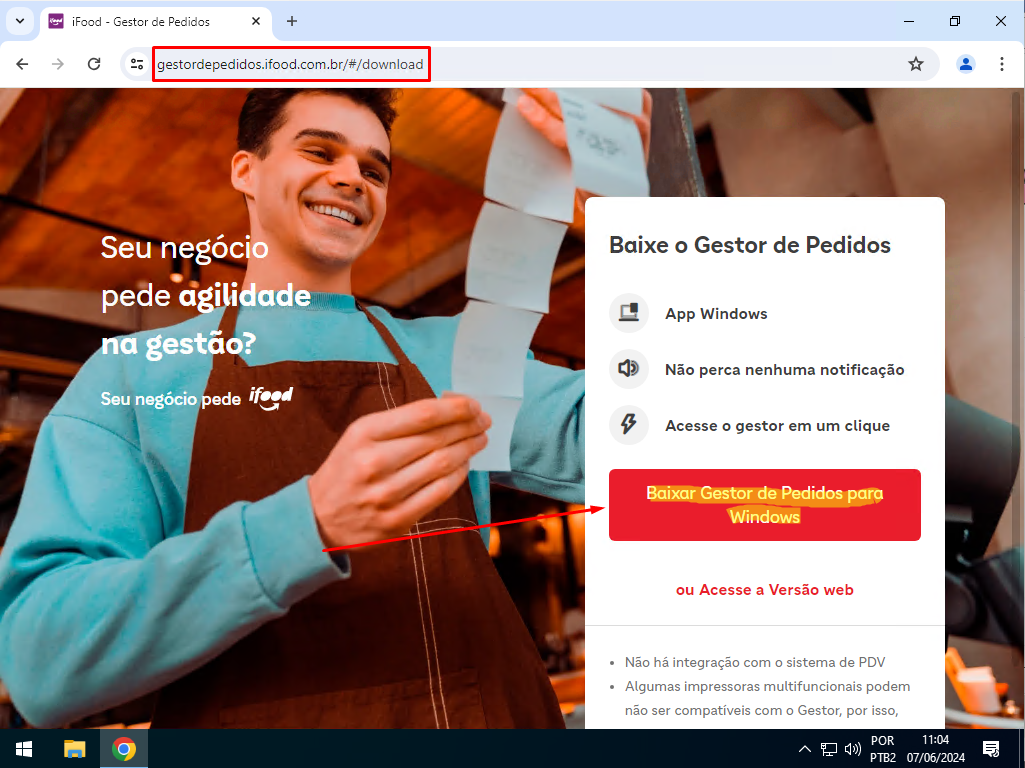 iFood - Gestor de Pedidos
gestordepedidos.ifood.com.br/#/download
Seu negócio
pede agilidade
na gestão?
Seu negócio pede ifood
Baixe o Gestor de Pedidos
App Windows
Não perca nenhuma notificação
Acesse o gestor em um clique
Baixar Gestor de Pedidos para
Windows
ou Acesse a Versão web
Não há integração com o sistema de PDV
Algumas impressoras multifuncionais podem
não ser compatíveis com o Gestor, por isso,
POR
PTB2
11:04
07/06/2024